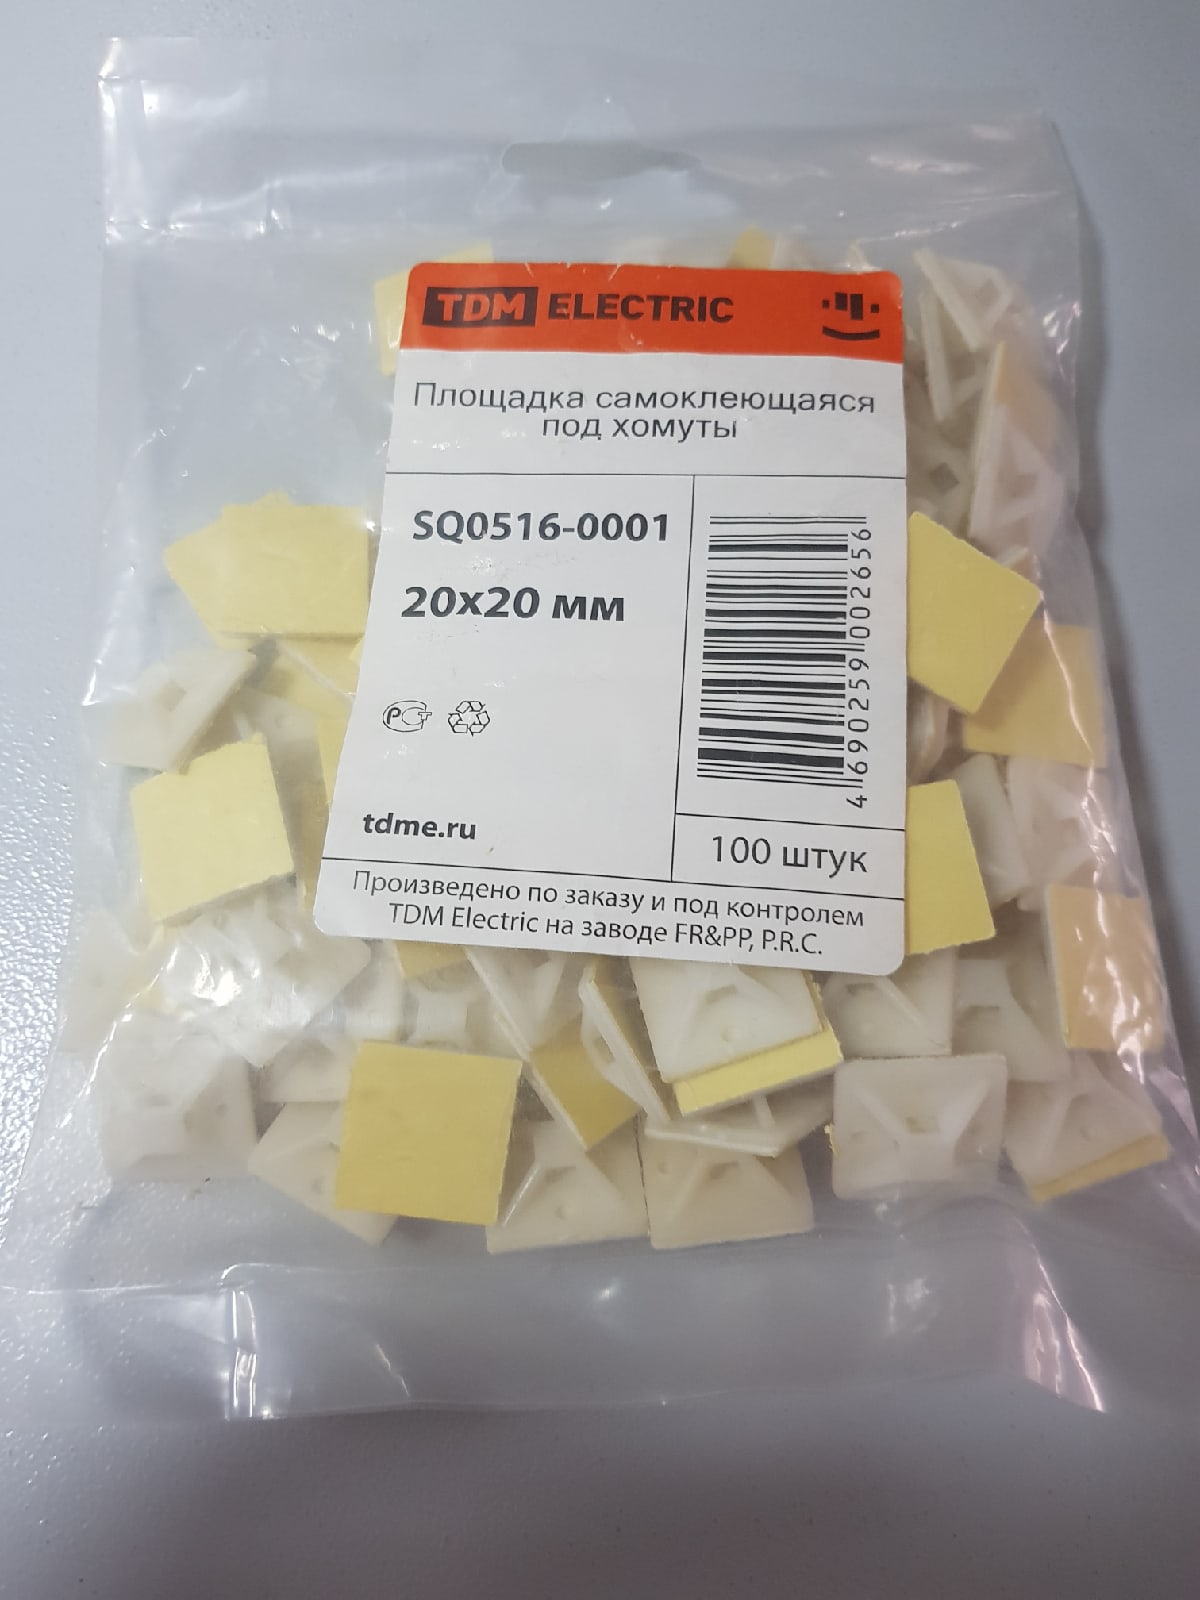 TDM ELECTRIC
Площадка самоклеющаяся
под хомуты
SQ0516-0001
20х20 мм
4 690259 002656
РСТ
tdme.ru
100 штук
Произведено по заказу и под контролем
TDM Electric на заводе FR&PP, P.R.C.